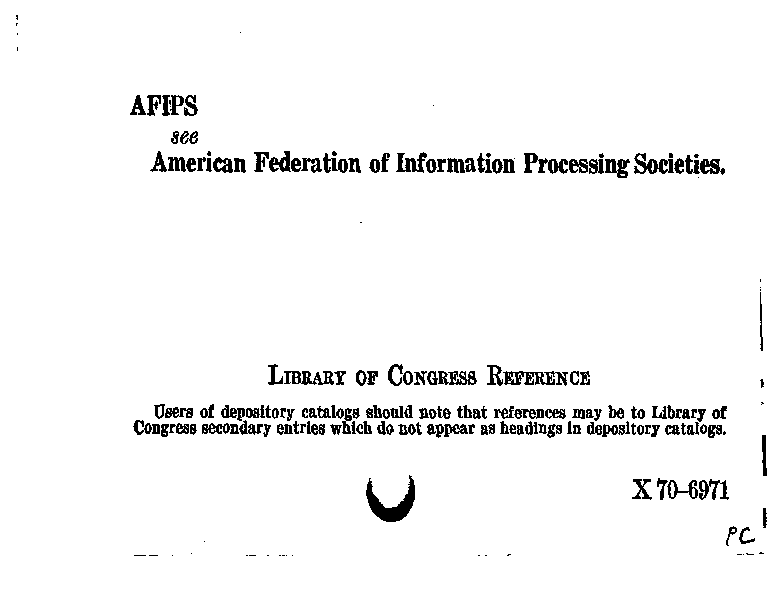 AFIPS
see
American Federation of Information Processing Societies.
LIBRARY OF CONGRESS REFERENCE
Users of depository catalogs should note that references may be to Library of
Congress secondary entries which do not appear as headings in depository catalogs.
X 70–6971
PC